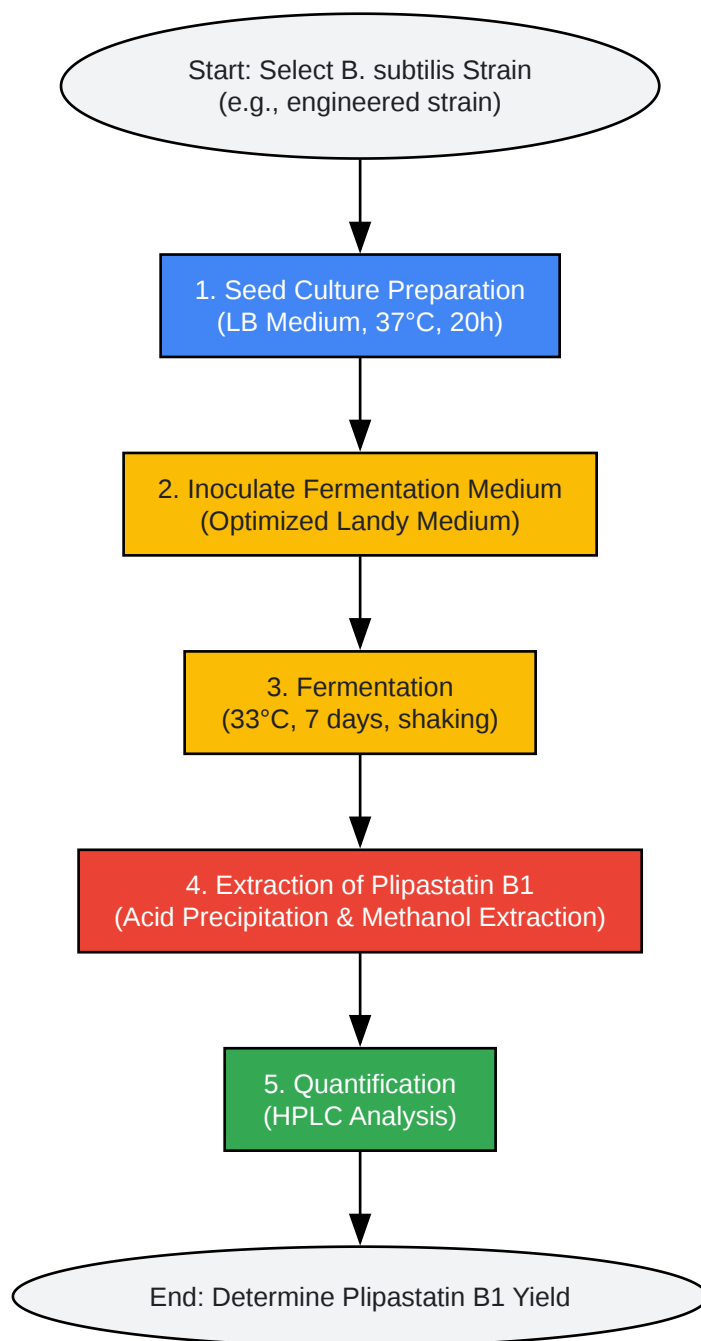 Start: Select B. subtilis Strain
(e.g., engineered strain)
1. Seed Culture Preparation
(LB Medium, 37°C, 20h)
2. Inoculate Fermentation Medium
(Optimized Landy Medium)
3. Fermentation
(33°C, 7 days, shaking)
4. Extraction of Plipastatin B1
(Acid Precipitation & Methanol Extraction)
5. Quantification
(HPLC Analysis)
End: Determine Plipastatin B1 Yield